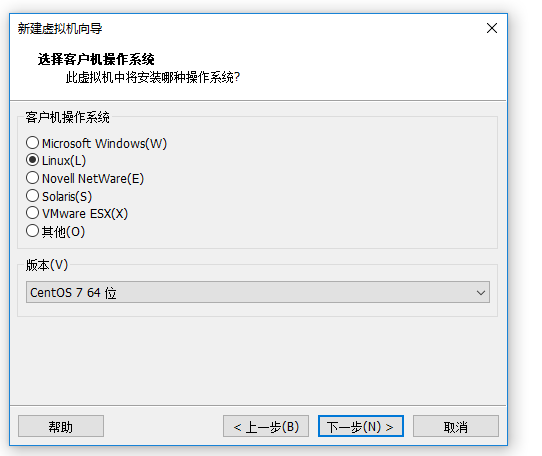 新建虚拟机向导
选择客户机操作系统
此虚拟机中将安装哪种操作系统?
客户机操作系统
Microsoft Windows(W)
Linux(L)
Novell NetWare(E)
Solaris(S)
VMware ESX(X)
其他(O)
版本(V)
CentOS 7 64 位
帮助
< 上一步(B)
下一步(N) >
取消